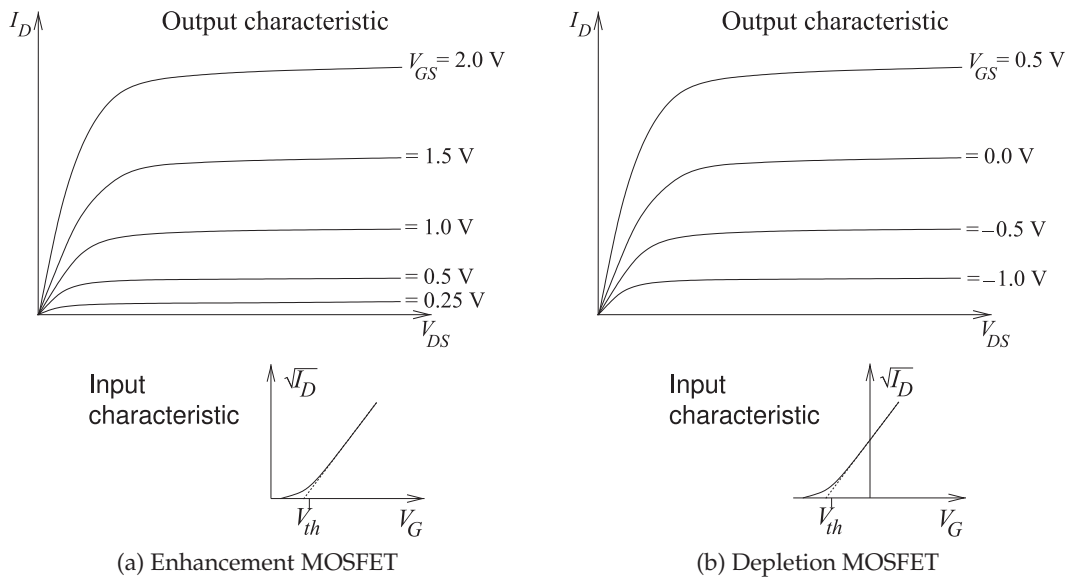 I_D
Output characteristic
V_GS = 2.0 V
= 1.5 V
= 1.0 V
= 0.5 V
= 0.25 V
V_DS
Input
characteristic
√I_D
V_th
V_G
(a) Enhancement MOSFET
I_D
Output characteristic
V_GS = 0.5 V
= 0.0 V
= –0.5 V
= –1.0 V
V_DS
Input
characteristic
√I_D
V_th
V_G
(b) Depletion MOSFET